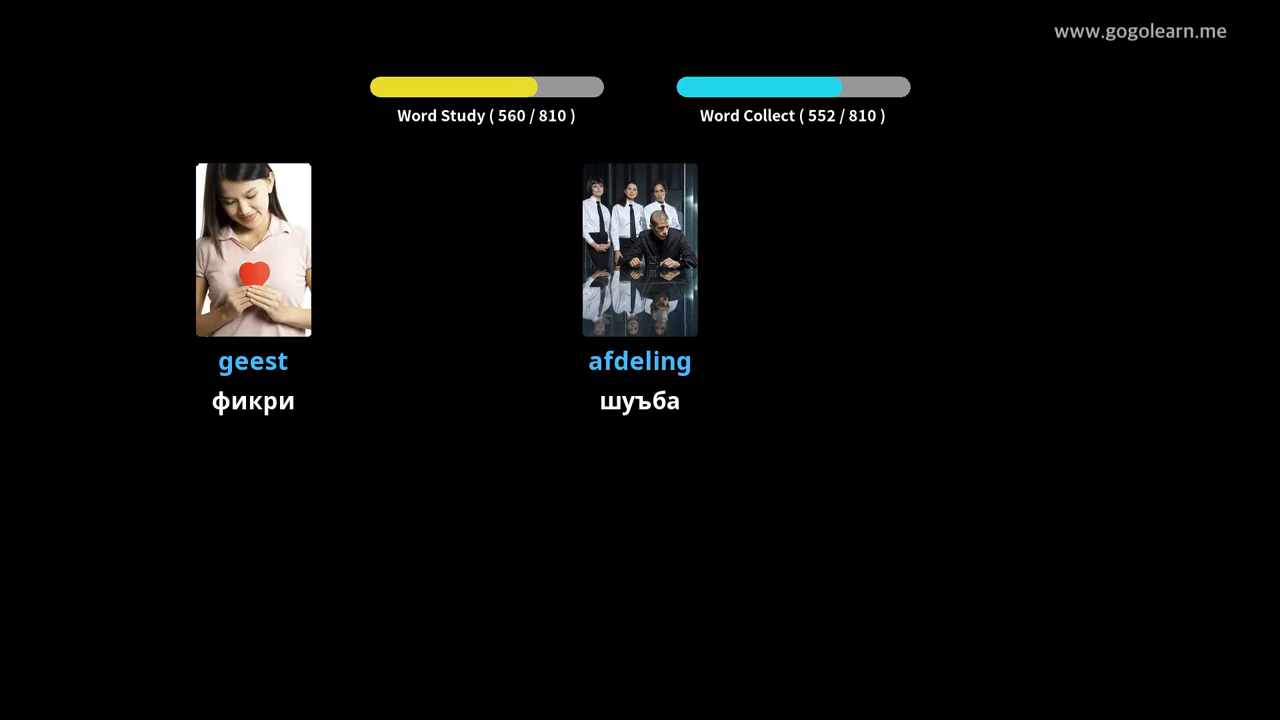 www.gogolearn.me
Word Study ( 560 / 810 )
Word Collect ( 552 / 810 )
geest
afdeling
фикри
шуъба